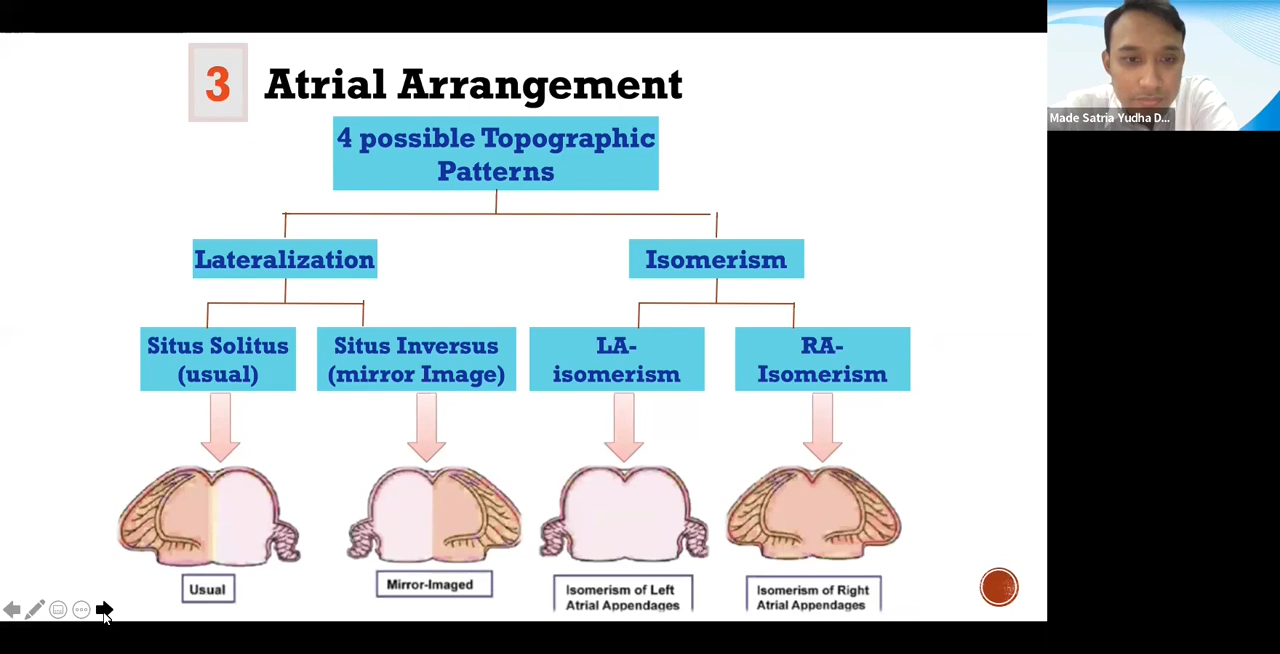 3 Atrial Arrangement
4 possible Topographic
Patterns
Lateralization
Isomerism
Situs Solitus
(usual)
Situs Inversus
(mirror Image)
LA-
isomerism
RA-
Isomerism
Usual
Mirror-Imaged
Isomerism of Left
Atrial Appendages
Isomerism of Right
Atrial Appendages
Made Satria Yudha D...